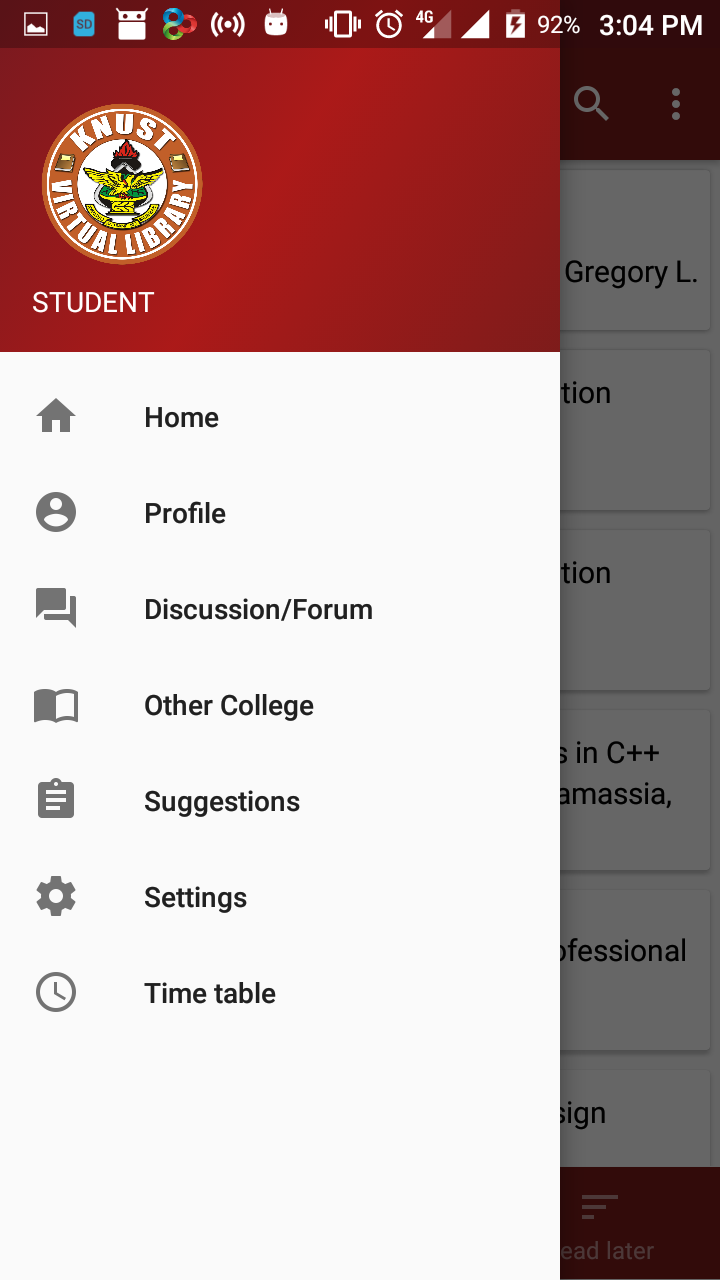 SD
4G
92%
3:04 PM
KNUST
VIRTUAL LIBRARY
STUDENT
Gregory L.
Home
tion
Profile
tion
Discussion/Forum
Other College
s in C++
amassia,
Suggestions
Settings
ofessional
Time table
sign
ead later